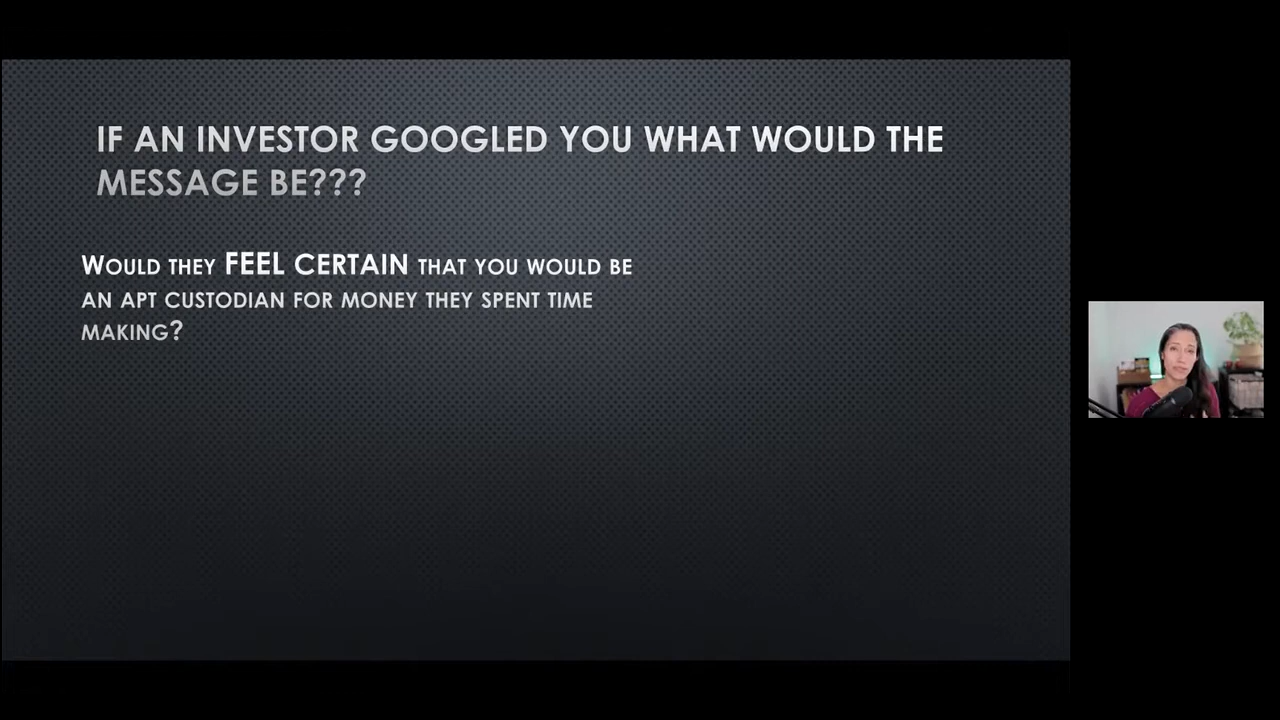 IF AN INVESTOR GOOGLED YOU WHAT WOULD THE
MESSAGE BE???
WOULD THEY FEEL CERTAIN THAT YOU WOULD BE
AN APT CUSTODIAN FOR MONEY THEY SPENT TIME
MAKING?